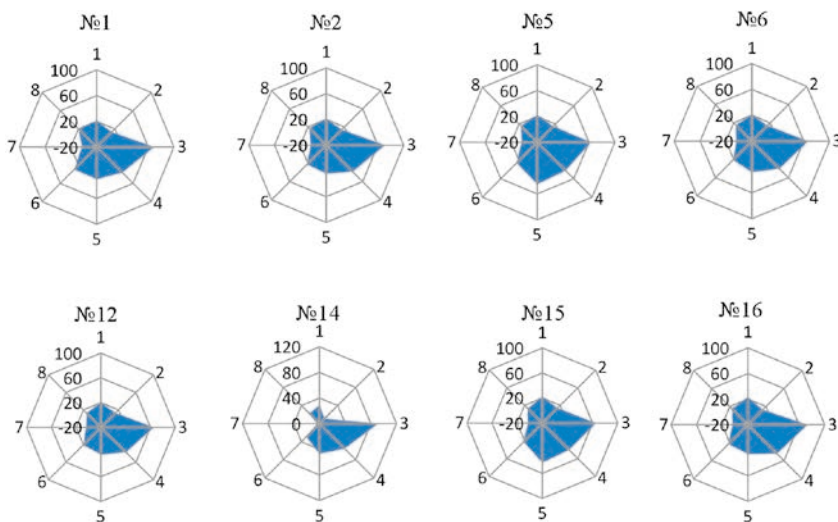 №1 №2 №5 №6
1 1 1 1
8 100 2 8 100 2 8 100 2 8 100 2
60 60 60 60
20 20 20 20
7 -20 3 7 -20 3 7 -20 3 7 -20 3
6 4 6 4 6 4 6 4
5 5 5 5
№12 №14 №15 №16
1 1 1 1
8 100 2 8 120 2 8 100 2 8 100 2
60 80 60 60
20 40 20 20
7 -20 3 7 0 3 7 -20 3 7 -20 3
6 4 6 4 6 4 6 4
5 5 5 5